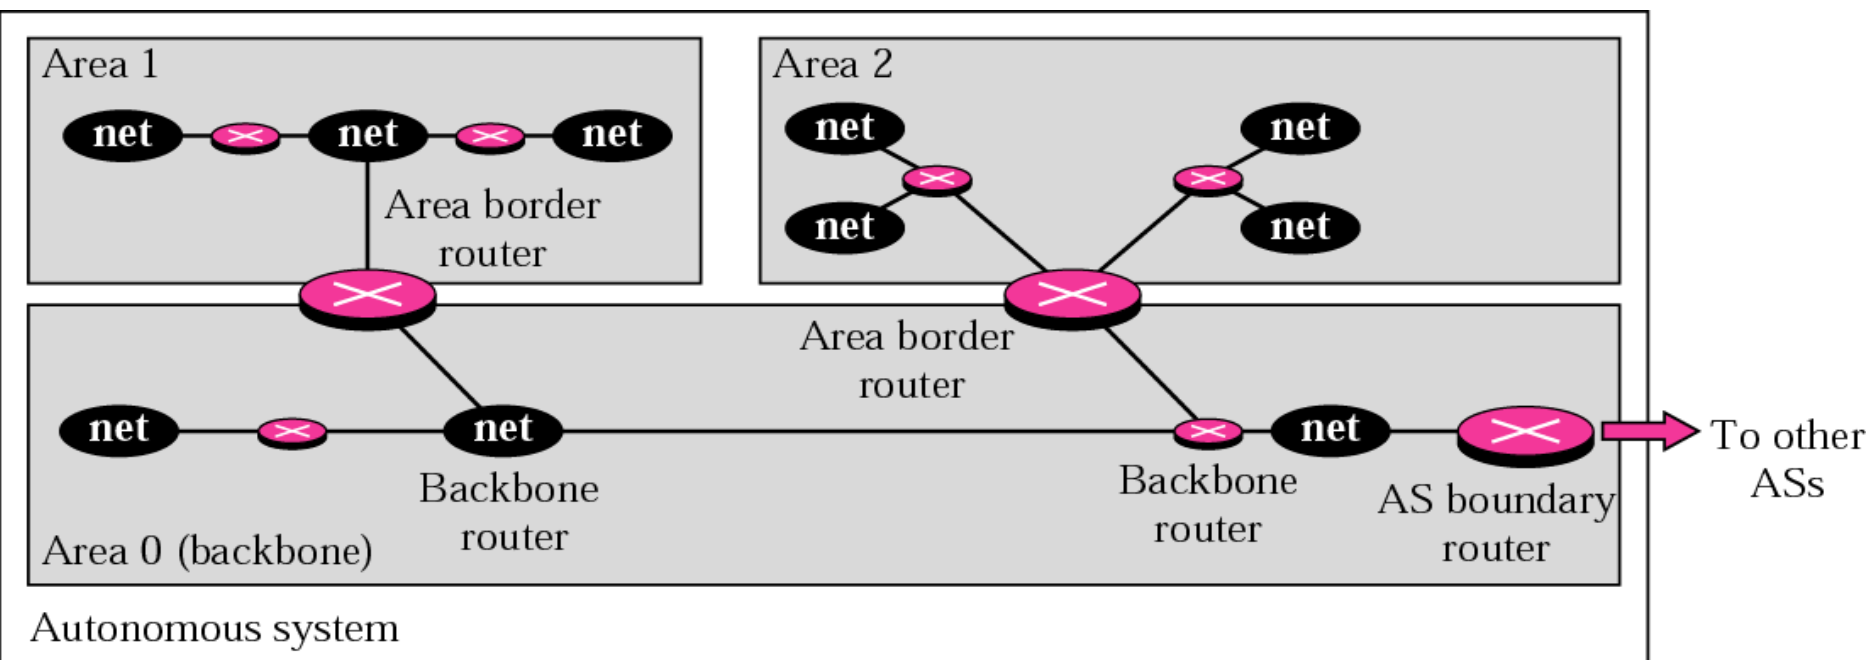 Area 1
net
net
net
Area border
router
Area 2
net
net
net
net
Area border
router
net
net
net
Backbone
router
Backbone
router
AS boundary
router
To other
ASs
Area 0 (backbone)
Autonomous system